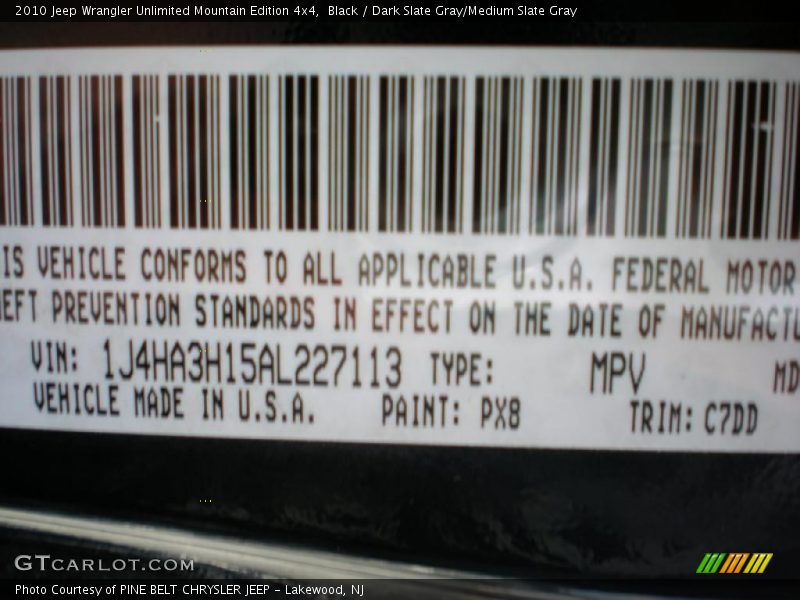 2010 Jeep Wrangler Unlimited Mountain Edition 4x4, Black / Dark Slate Gray/Medium Slate Gray
IS VEHICLE CONFORMS TO ALL APPLICABLE U.S.A. FEDERAL MOTOR
EFT PREVENTION STANDARDS IN EFFECT ON THE DATE OF MANUFACTU
VIN: 1J4HA3H15AL227113 TYPE: MPV MD
VEHICLE MADE IN U.S.A. PAINT: PX8 TRIM: C7DD
GTCARLOT.COM
Photo Courtesy of PINE BELT CHRYSLER JEEP - Lakewood, NJ